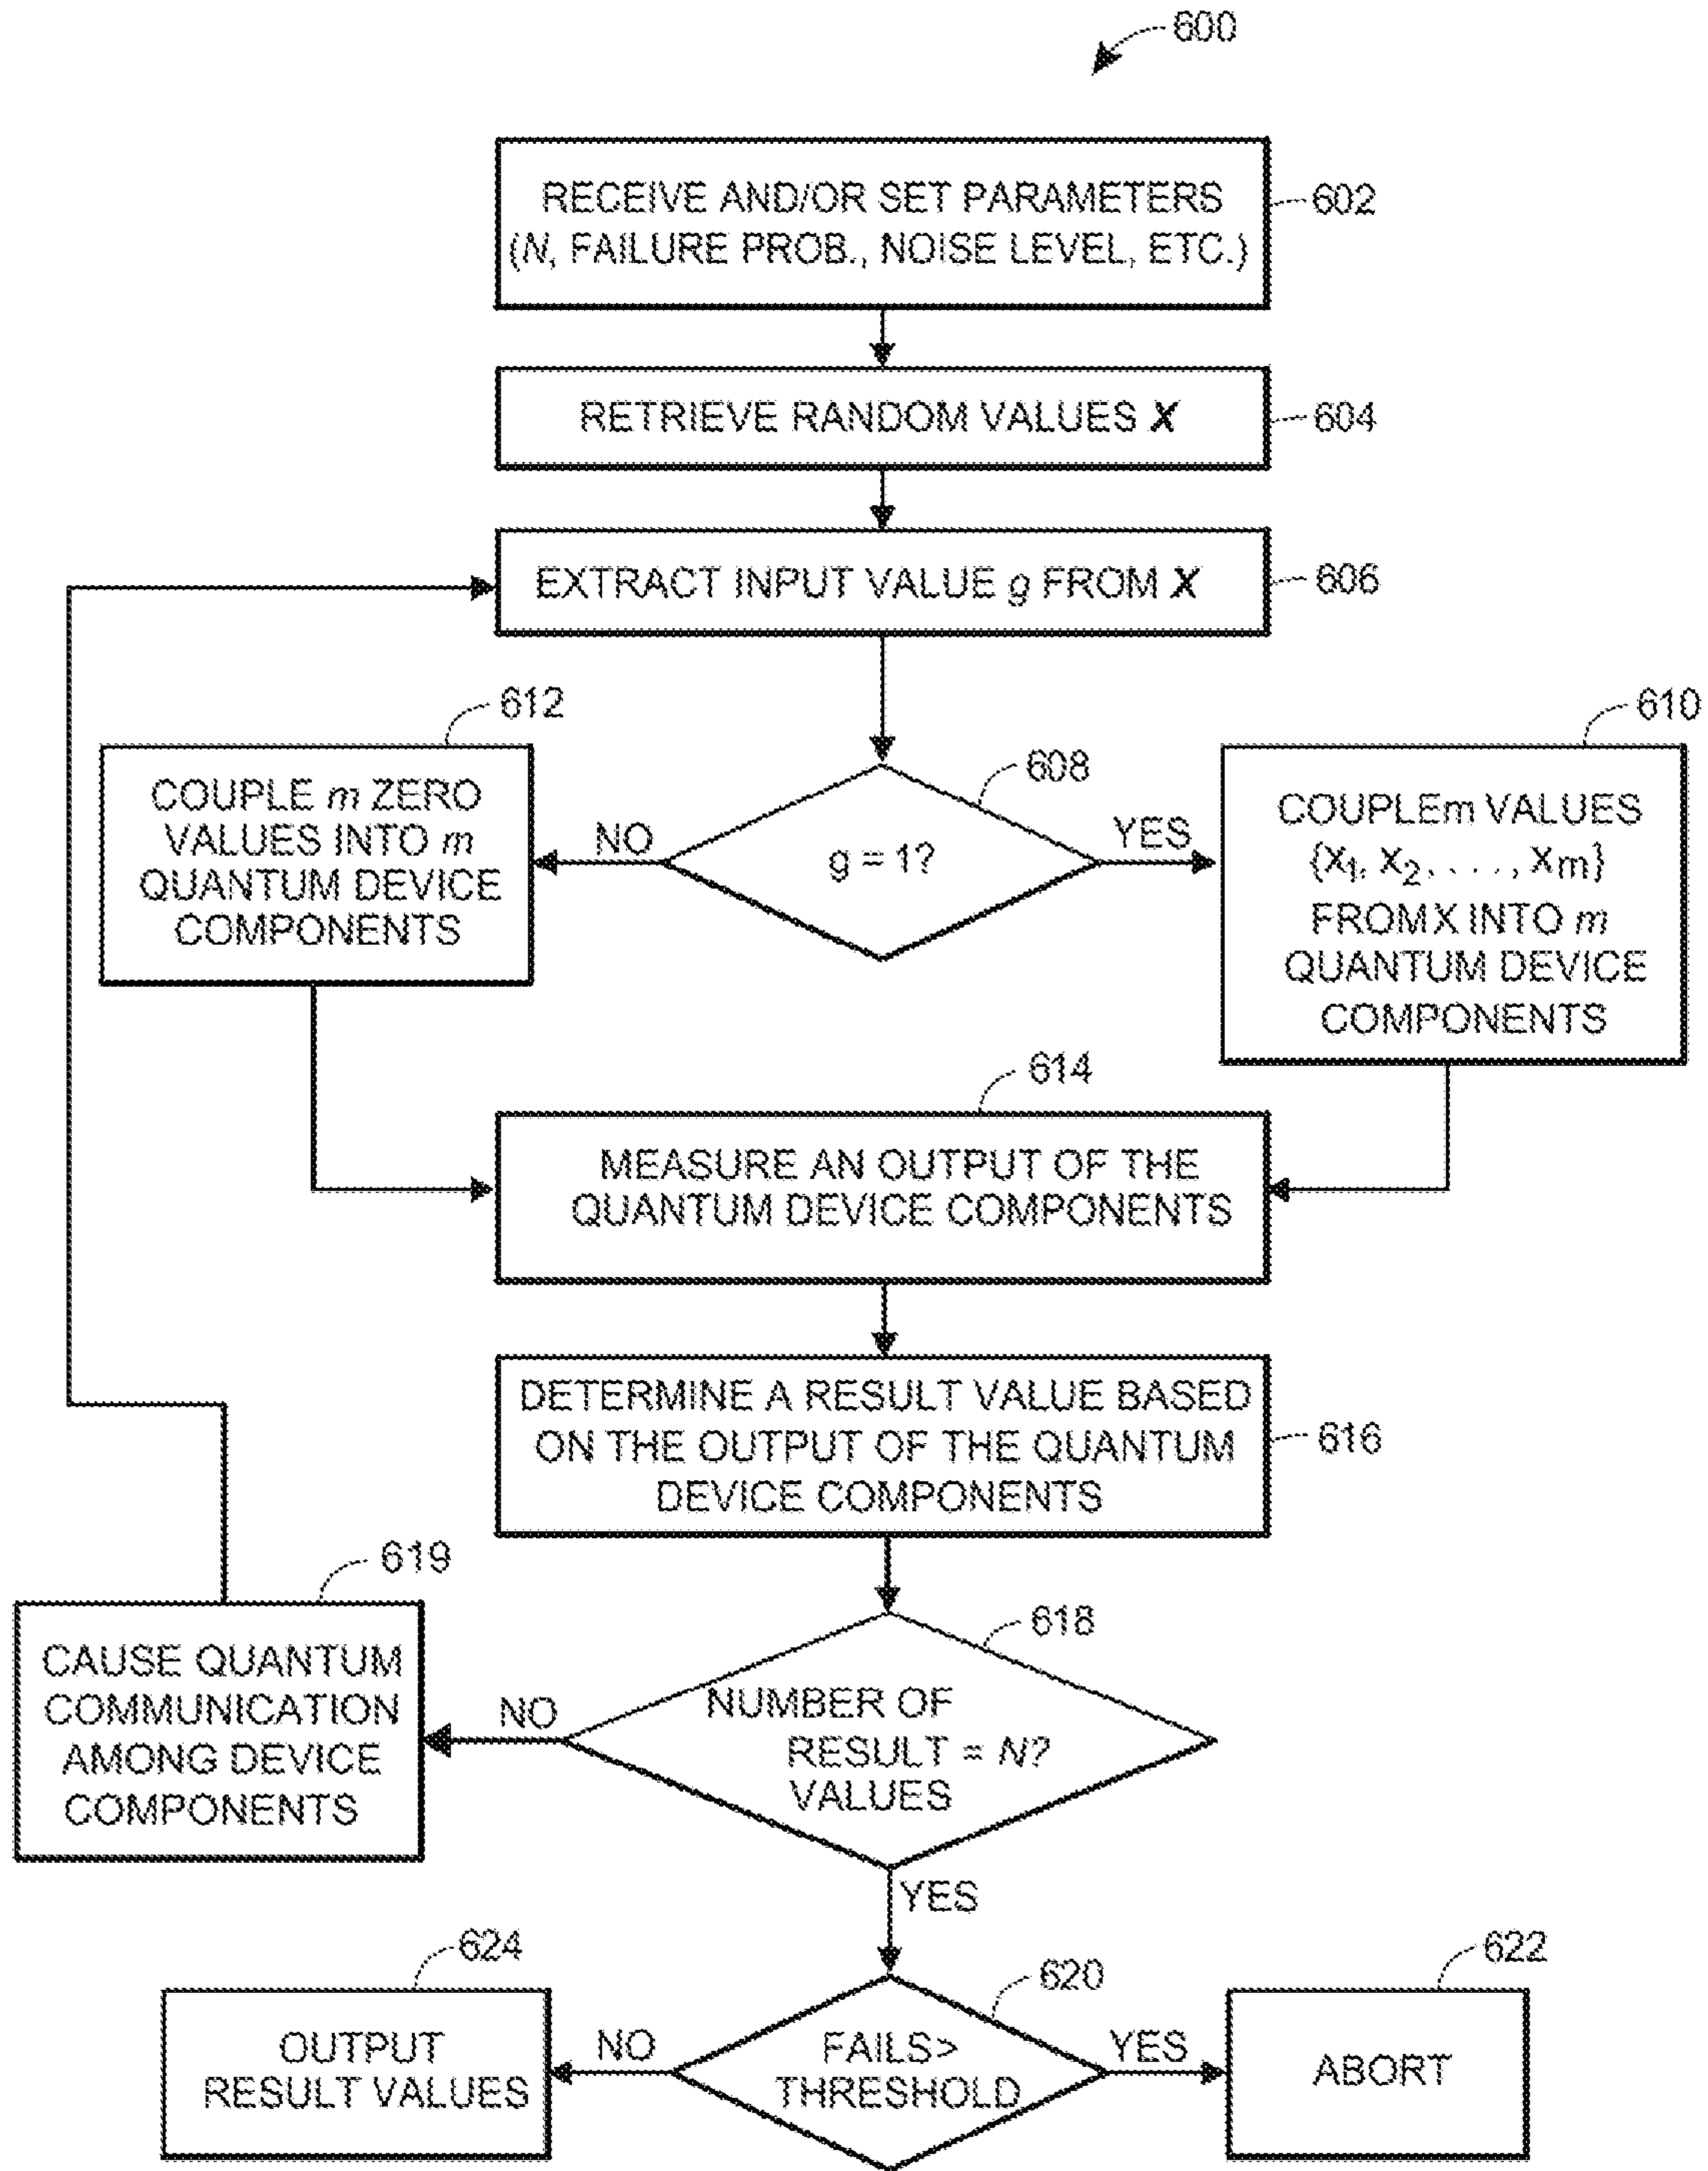 600
RECEIVE AND/OR SET PARAMETERS
(N, FAILURE PROB., NOISE LEVEL, ETC.)
602
RETRIEVE RANDOM VALUES X
604
EXTRACT INPUT VALUE g FROM X
606
612
COUPLE m ZERO
VALUES INTO m
QUANTUM DEVICE
COMPONENTS
608
NO
g = 1?
YES
610
COUPLEm VALUES
{X1, X2, . . . , Xm}
FROMX INTO m
QUANTUM DEVICE
COMPONENTS
614
MEASURE AN OUTPUT OF THE
QUANTUM DEVICE COMPONENTS
DETERMINE A RESULT VALUE BASED
ON THE OUTPUT OF THE QUANTUM
DEVICE COMPONENTS
616
619
CAUSE QUANTUM
COMMUNICATION
AMONG DEVICE
COMPONENTS
618
NO
NUMBER OF
RESULT = N?
VALUES
YES
624
OUTPUT
RESULT VALUES
620
NO
FAILS>
THRESHOLD
YES
622
ABORT